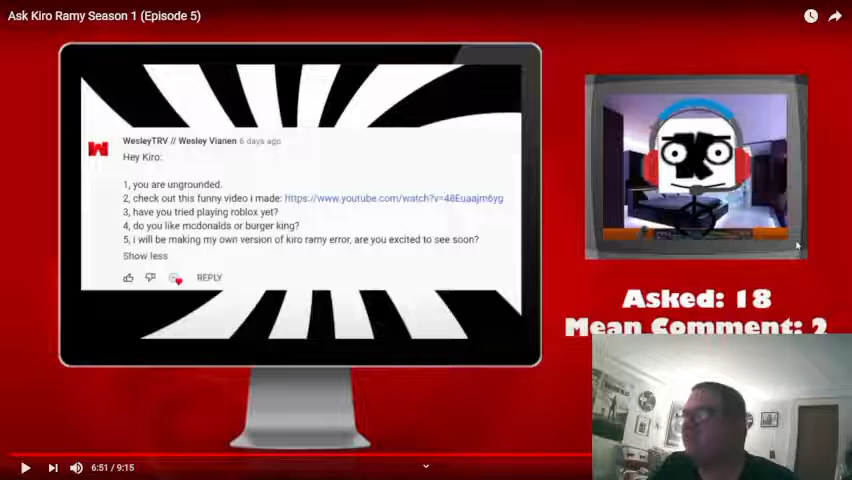 Ask Kiro Ramy Season 1 (Episode 5)
WesleyTRV // Wesley Vianen 6 days ago
Hey Kiro:
1, you are ungrounded.
2, check out this funny video i made: https://www.youtube.com/watch?v=48Euaajm6yg
3, have you tried playing roblox yet?
4, do you like mcdonalds or burger king?
5, i will be making my own version of kiro ramy error, are you excited to see soon?
Show less
REPLY
Asked: 18
Mean Comment: 2
6:51 / 9:15